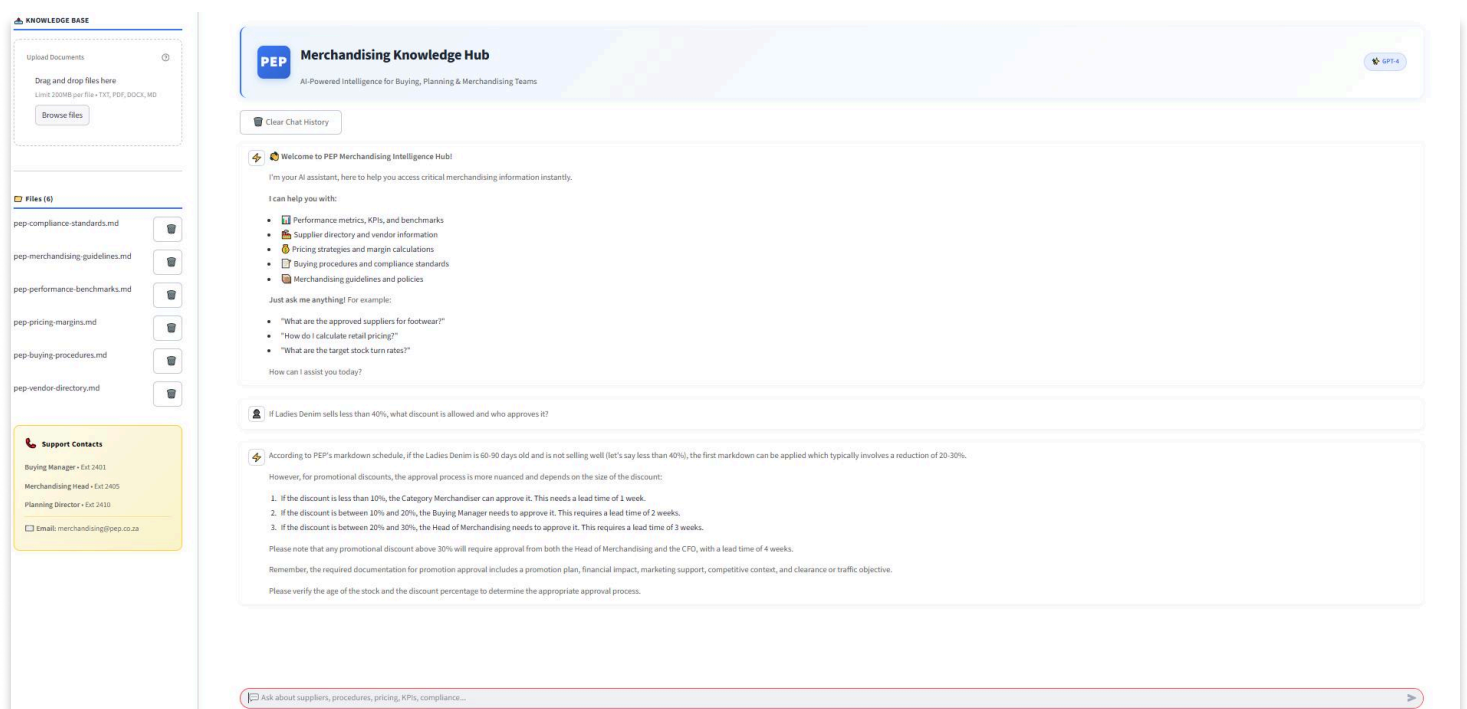 KNOWLEDGE BASE
Upload Documents
Drag and drop files here
Limit 200MB per file • TXT, PDF, DOCX, MD
Browse files
Files (6)
pep-compliance-standards.md
pep-merchandising-guidelines.md
pep-performance-benchmarks.md
pep-pricing-margins.md
pep-buying-procedures.md
pep-vendor-directory.md
Support Contacts
Buying Manager • Ext 2401
Merchandising Head • Ext 2405
Planning Director • Ext 2410
Email: merchandising@pep.co.za
PEP
Merchandising Knowledge Hub
AI-Powered Intelligence for Buying, Planning & Merchandising Teams
GPT-4
Clear Chat History
Welcome to PEP Merchandising Intelligence Hub!
I'm your AI assistant, here to help you access critical merchandising information instantly.
I can help you with:
• Performance metrics, KPIs, and benchmarks
• Supplier directory and vendor information
• Pricing strategies and margin calculations
• Buying procedures and compliance standards
• Merchandising guidelines and policies
Just ask me anything! For example:
• "What are the approved suppliers for footwear?"
• "How do I calculate retail pricing?"
• "What are the target stock turn rates?"
How can I assist you today?
If Ladies Denim sells less than 40%, what discount is allowed and who approves it?
According to PEP's markdown schedule, if the Ladies Denim is 60-90 days old and is not selling well (let's say less than 40%), the first markdown can be applied which typically involves a reduction of 20-30%.
However, for promotional discounts, the approval process is more nuanced and depends on the size of the discount:
1. If the discount is less than 10%, the Category Merchandiser can approve it. This needs a lead time of 1 week.
2. If the discount is between 10% and 20%, the Buying Manager needs to approve it. This requires a lead time of 2 weeks.
3. If the discount is between 20% and 30%, the Head of Merchandising needs to approve it. This requires a lead time of 3 weeks.
Please note that any promotional discount above 30% will require approval from both the Head of Merchandising and the CFO, with a lead time of 4 weeks.
Remember, the required documentation for promotion approval includes a promotion plan, financial impact, marketing support, competitive context, and clearance or traffic objective.
Please verify the age of the stock and the discount percentage to determine the appropriate approval process.
Ask about suppliers, procedures, pricing, KPIs, compliance...